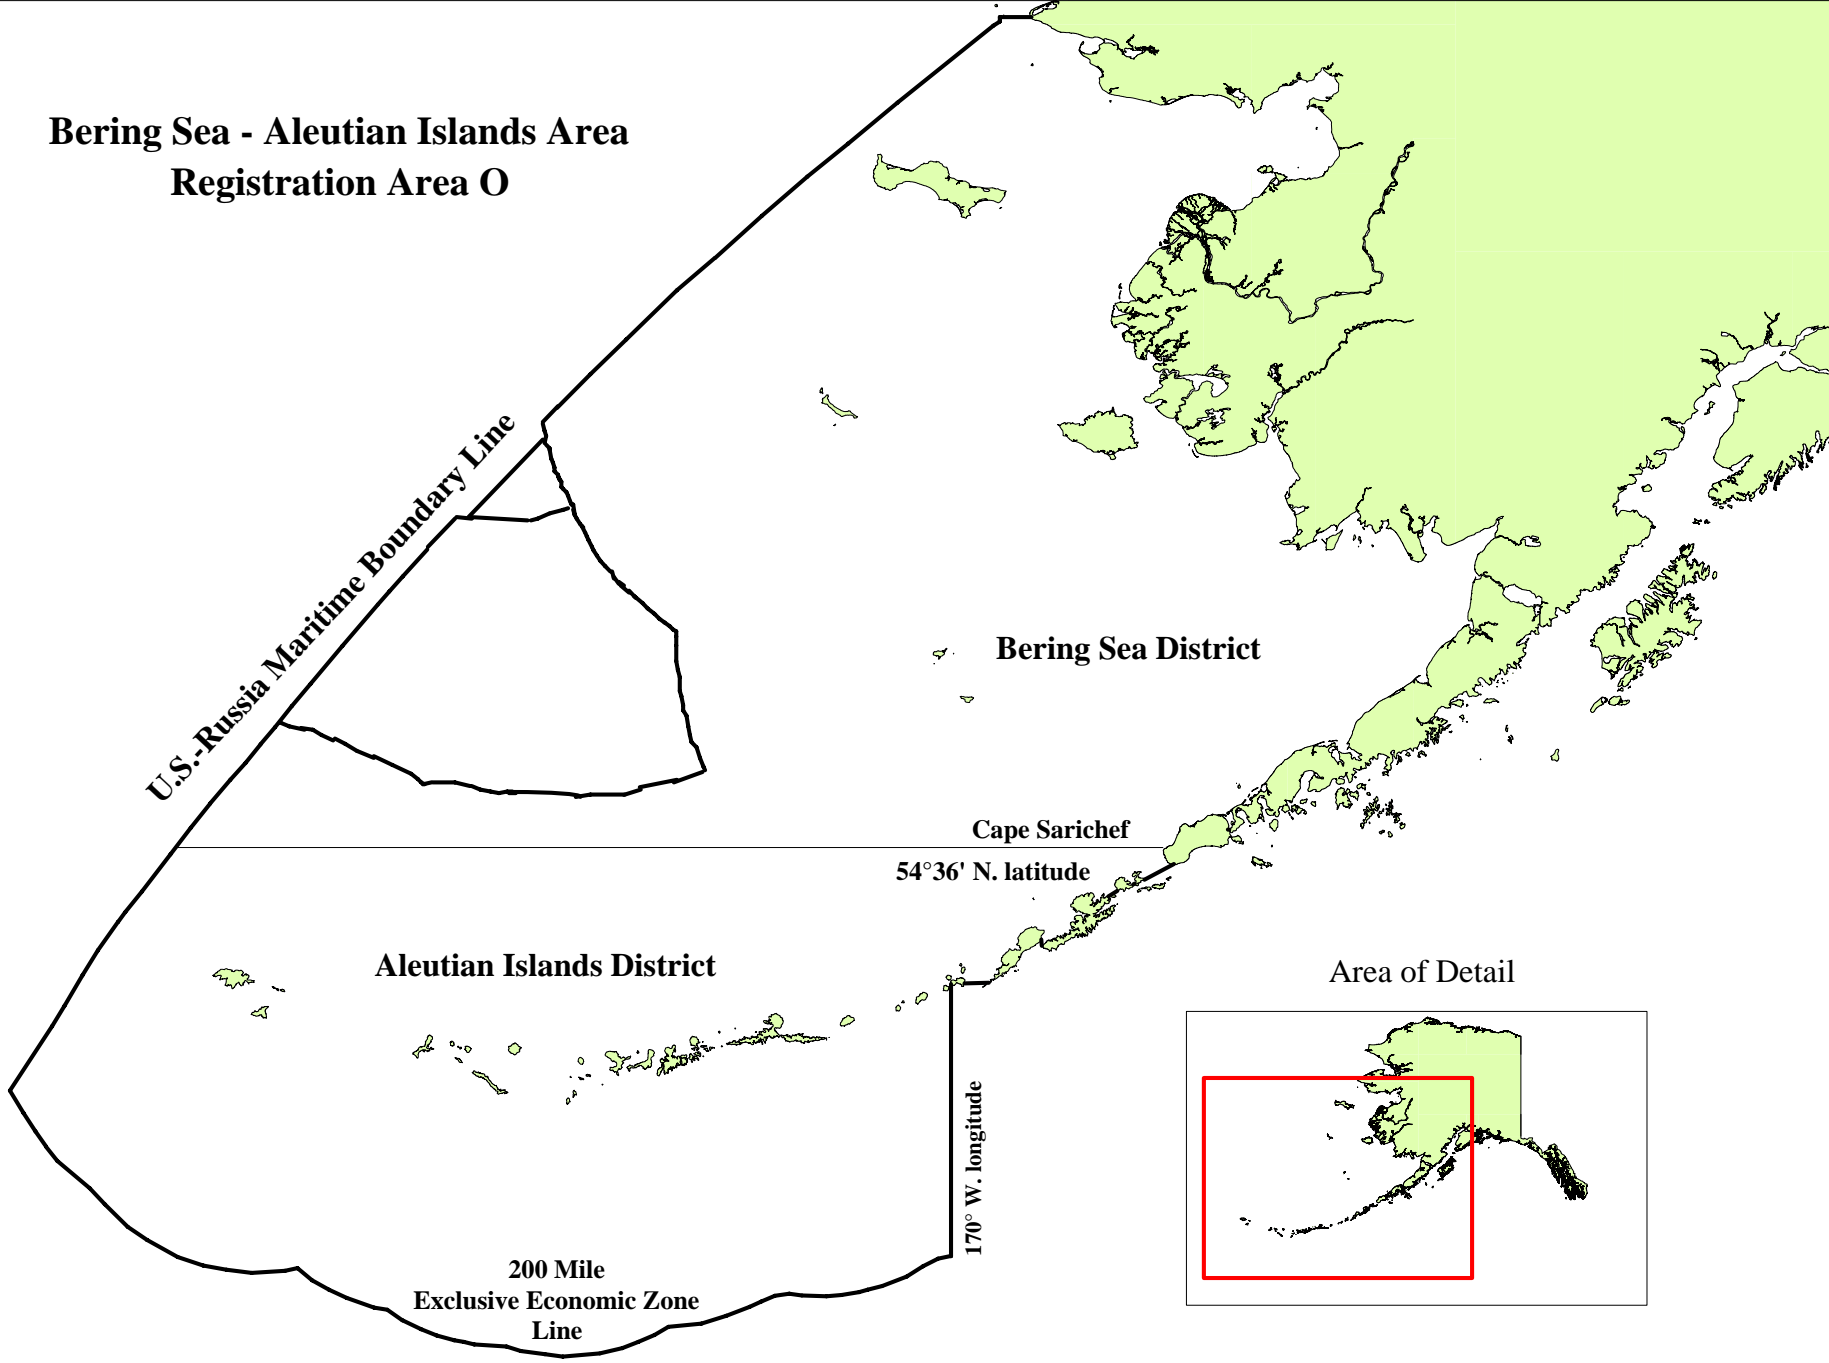 Bering Sea - Aleutian Islands Area
Registration Area O
U.S.-Russia Maritime Boundary Line
Bering Sea District
Cape Sarichef
54°36' N. latitude
Aleutian Islands District
Area of Detail
170° W. longitude
200 Mile
Exclusive Economic Zone
Line